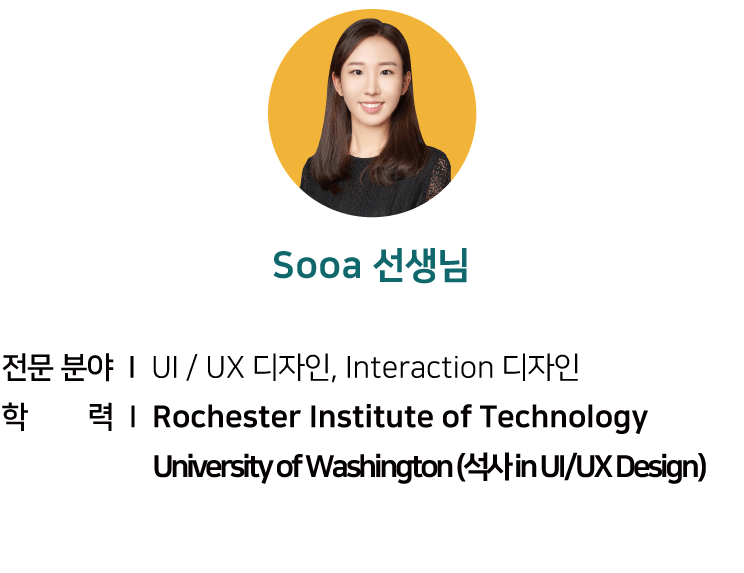 Sooa 선생님
전문 분야 I UI / UX 디자인, Interaction 디자인
학 력 I Rochester Institute of Technology
University of Washington (석사 in UI/UX Design)